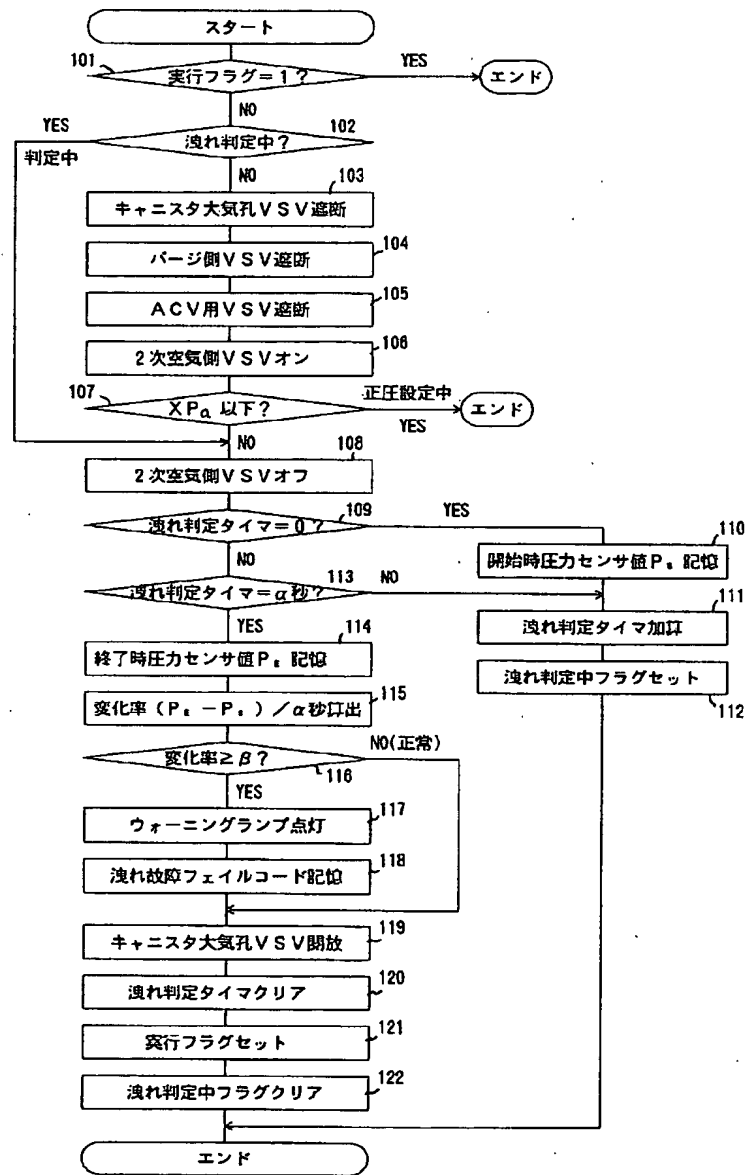 スタート
101
実行フラグ=1?
YES
エンド
NO
YES
102
洩れ判定中?
判定中
NO
103
キャニスタ大気孔VSV遮断
104
パージ側VSV遮断
105
ACV用VSV遮断
106
2次空気側VSVオン
107
XPa 以下?
正圧設定中
YES
エンド
NO
108
2次空気側VSVオフ
109
洩れ判定タイマ=0?
YES
110
開始時圧力センサ値Ps 記憶
NO
113
洩れ判定タイマ=α秒?
NO
111
洩れ判定タイマ加算
YES
114
終了時圧力センサ値PE 記憶
洩れ判定中フラグセット
112
115
変化率(PE-Ps)/α秒算出
変化率≥β?
116
NO(正常)
YES
117
ウォーニングランプ点灯
118
洩れ故障フェイルコード記憶
119
キャニスタ大気孔VSV開放
120
洩れ判定タイマクリア
121
実行フラグセット
122
洩れ判定中フラグクリア
エンド